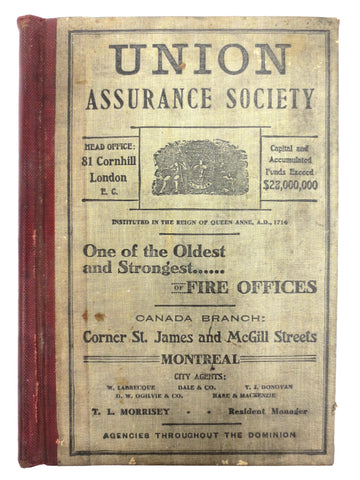 UNION
ASSURANCE SOCIETY
HEAD OFFICE:
81 Cornhill
London
E. C.
Capital and
Accumulated
Funds Exceed
$23,000,000
INSTITUTED IN THE REIGN OF QUEEN ANNE, A.D., 1714
One of the Oldest
and Strongest......
OF FIRE OFFICES
CANADA BRANCH:
Corner St. James and McGill Streets
MONTREAL
CITY AGENTS:
W. LABRECQUE DALE & CO. T. J. DONOVAN
D. W. OGILVIE & CO. HARE & MACKENZIE
T. L. MORRISEY - - Resident Manager
AGENCIES THROUGHOUT THE DOMINION